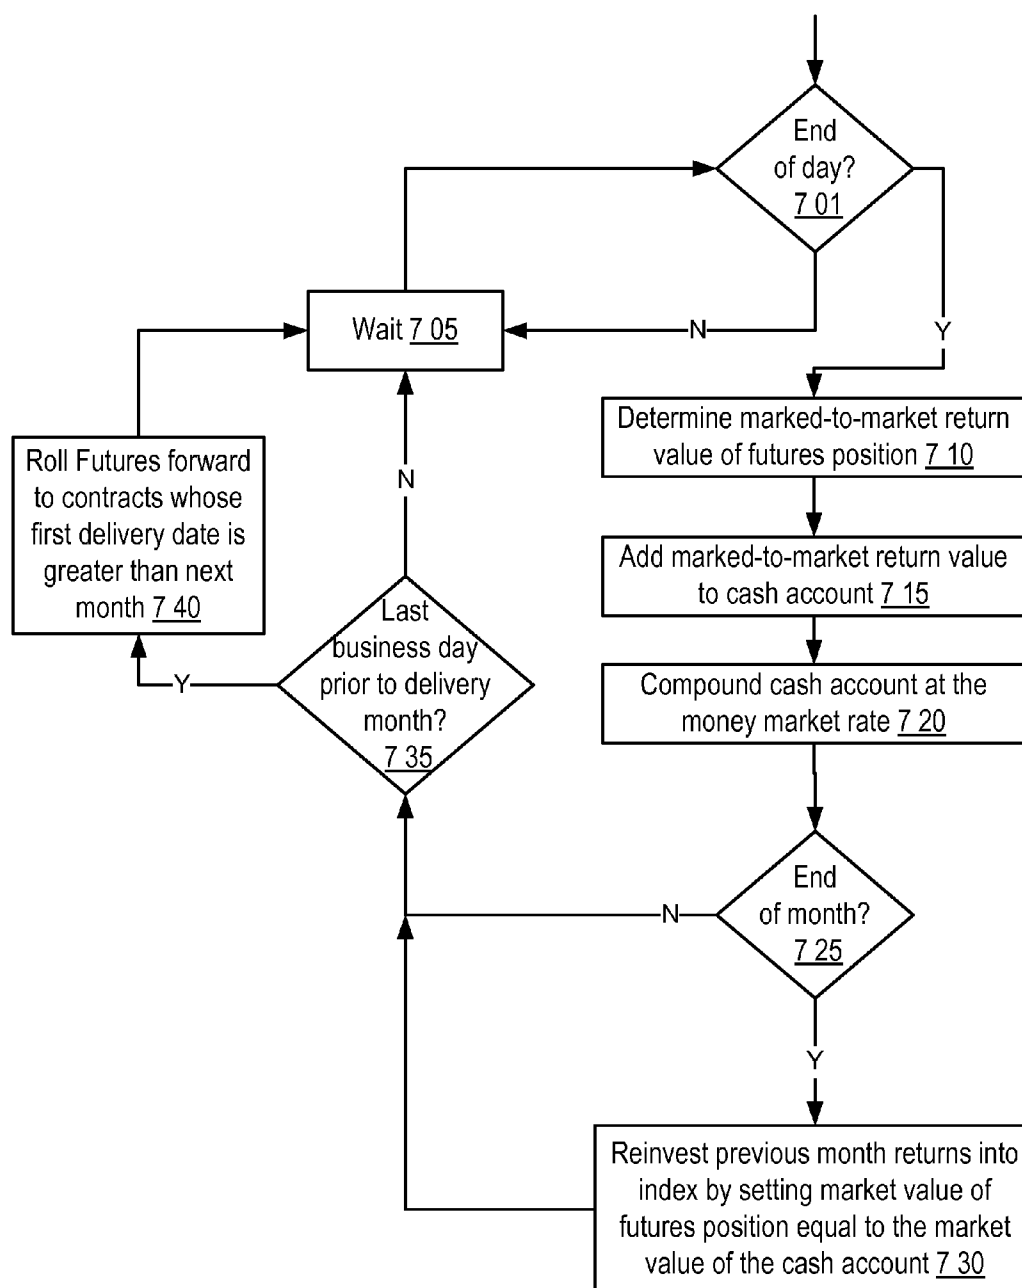 End
of day?
7 01
Wait 7 05
N
Y
Determine marked-to-market return
value of futures position 7 10
Roll Futures forward
to contracts whose
first delivery date is
greater than next
month 7 40
N
Add marked-to-market return value
to cash account 7 15
Last
business day
prior to delivery
month?
7 35
Y
Compound cash account at the
money market rate 7 20
End
of month?
7 25
N
Y
Reinvest previous month returns into
index by setting market value of
futures position equal to the market
value of the cash account 7 30